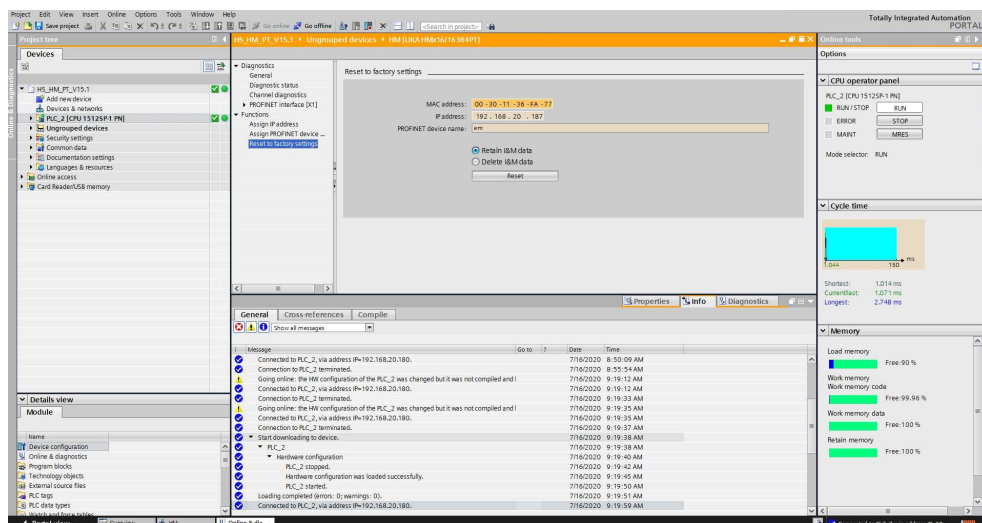 Project Edit View Insert Online Options Tools Window Help
Totally Integrated Automation
PORTAL
Save project Go online Go offline <Search in project>
Project tree
HS_HM_PT_V15.1 Ungrouped devices HM [LIKA HMx16/16384 PT]
Online tools
Devices
Options
Online & Diagnostics
HS_HM_PT_V15.1
Add new device
Devices & networks
PLC_2 [CPU 1512SP-1 PN]
Ungrouped devices
Security settings
Common data
Documentation settings
Languages & resources
Online access
Card Reader/USB memory
Diagnostics
General
Diagnostic status
Channel diagnostics
PROFINET interface [X1]
Functions
Assign IP address
Assign PROFINET device ...
Reset to factory settings
Reset to factory settings
MAC address: 00 -30 -11 -36 -FA -77
IP address: 192 . 168 . 20 . 187
PROFINET device name: em
Retain I&M data
Delete I&M data
Reset
CPU operator panel
PLC_2 [CPU 1512SP-1 PN]
RUN / STOP RUN
ERROR STOP
MAINT MRES
Mode selector: RUN
Cycle time
ms
1.044 150
Shortest: 1.014 ms
Current/last: 1.071 ms
Longest: 2.748 ms
Memory
Load memory
Free:90 %
Work memory
Work memory code
Free:99.96 %
Work memory data
Free:100 %
Retain memory
Free:100 %
Properties Info Diagnostics
General Cross-references Compile
Show all messages
! Message Go to ? Date Time
Connected to PLC_2, via address IP=192.168.20.180. 7/16/2020 8:50:09 AM
Connection to PLC_2 terminated. 7/16/2020 8:55:54 AM
Going online: the HW configuration of the PLC_2 was changed but it was not compiled and l 7/16/2020 9:19:12 AM
Connected to PLC_2, via address IP=192.168.20.180. 7/16/2020 9:19:12 AM
Connection to PLC_2 terminated. 7/16/2020 9:19:33 AM
Going online: the HW configuration of the PLC_2 was changed but it was not compiled and l 7/16/2020 9:19:35 AM
Connected to PLC_2, via address IP=192.168.20.180. 7/16/2020 9:19:35 AM
Connection to PLC_2 terminated. 7/16/2020 9:19:37 AM
Start downloading to device. 7/16/2020 9:19:38 AM
PLC_2 7/16/2020 9:19:38 AM
Hardware configuration 7/16/2020 9:19:40 AM
PLC_2 stopped. 7/16/2020 9:19:42 AM
Hardware configuration was loaded successfully. 7/16/2020 9:19:45 AM
PLC_2 started. 7/16/2020 9:19:50 AM
Loading completed (errors: 0; warnings: 0). 7/16/2020 9:19:51 AM
Connected to PLC_2, via address IP=192.168.20.180. 7/16/2020 9:19:59 AM
Details view
Module
Name
Device configuration
Online & diagnostics
Program blocks
Technology objects
External source files
PLC tags
PLC data types
Watch and force tables
Portal view Overview HM Online & dia...